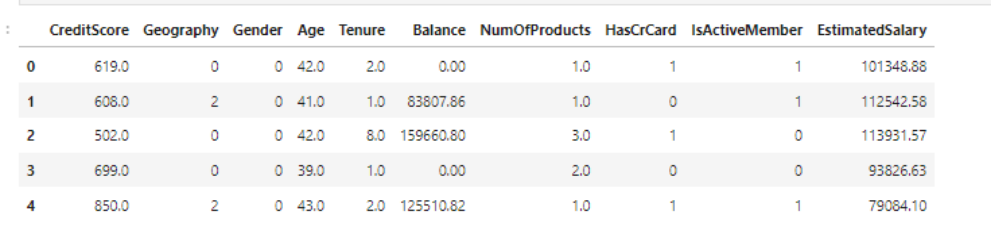 CreditScore Geography Gender Age Tenure Balance NumOfProducts HasCrCard IsActiveMember EstimatedSalary
0 619.0 0 0 42.0 2.0 0.00 1.0 1 1 101348.88
1 608.0 2 0 41.0 1.0 83807.86 1.0 0 1 112542.58
2 502.0 0 0 42.0 8.0 159660.80 3.0 1 0 113931.57
3 699.0 0 0 39.0 1.0 0.00 2.0 0 0 93826.63
4 850.0 2 0 43.0 2.0 125510.82 1.0 1 1 79084.10